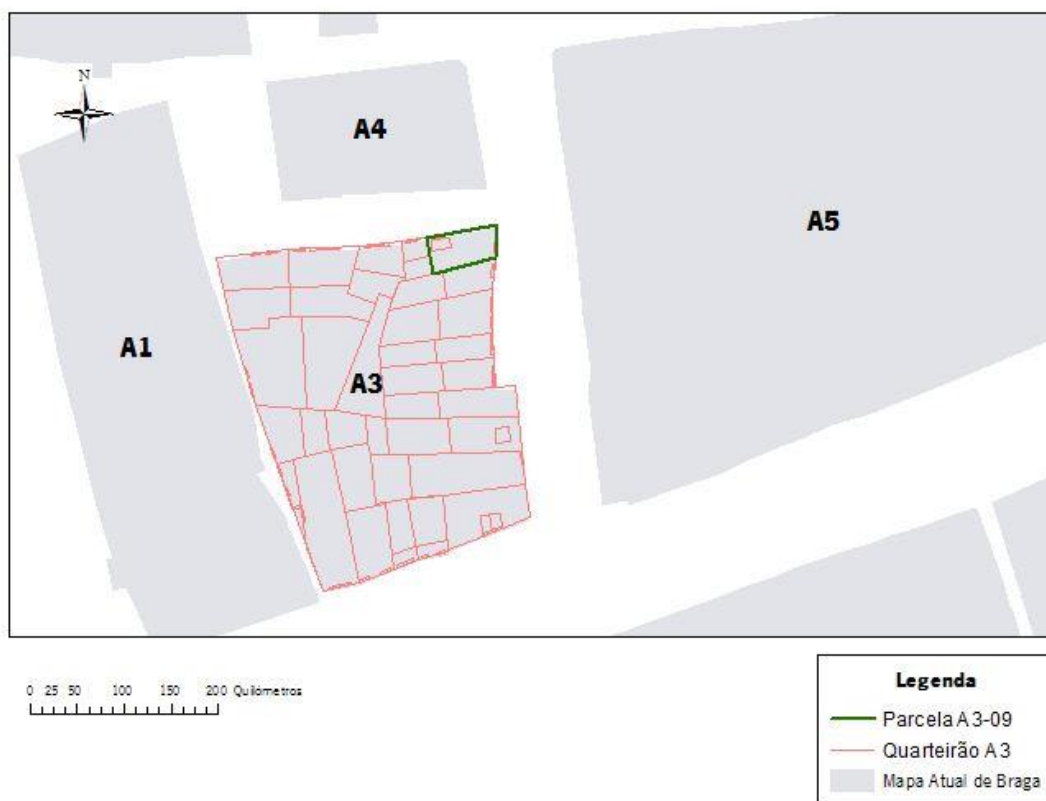 N
A4
A5
A1
A3
0 25 50 100 150 200 Quilómetros
Legenda
Parcela A3-09
Quarteirão A3
Mapa Atual de Braga